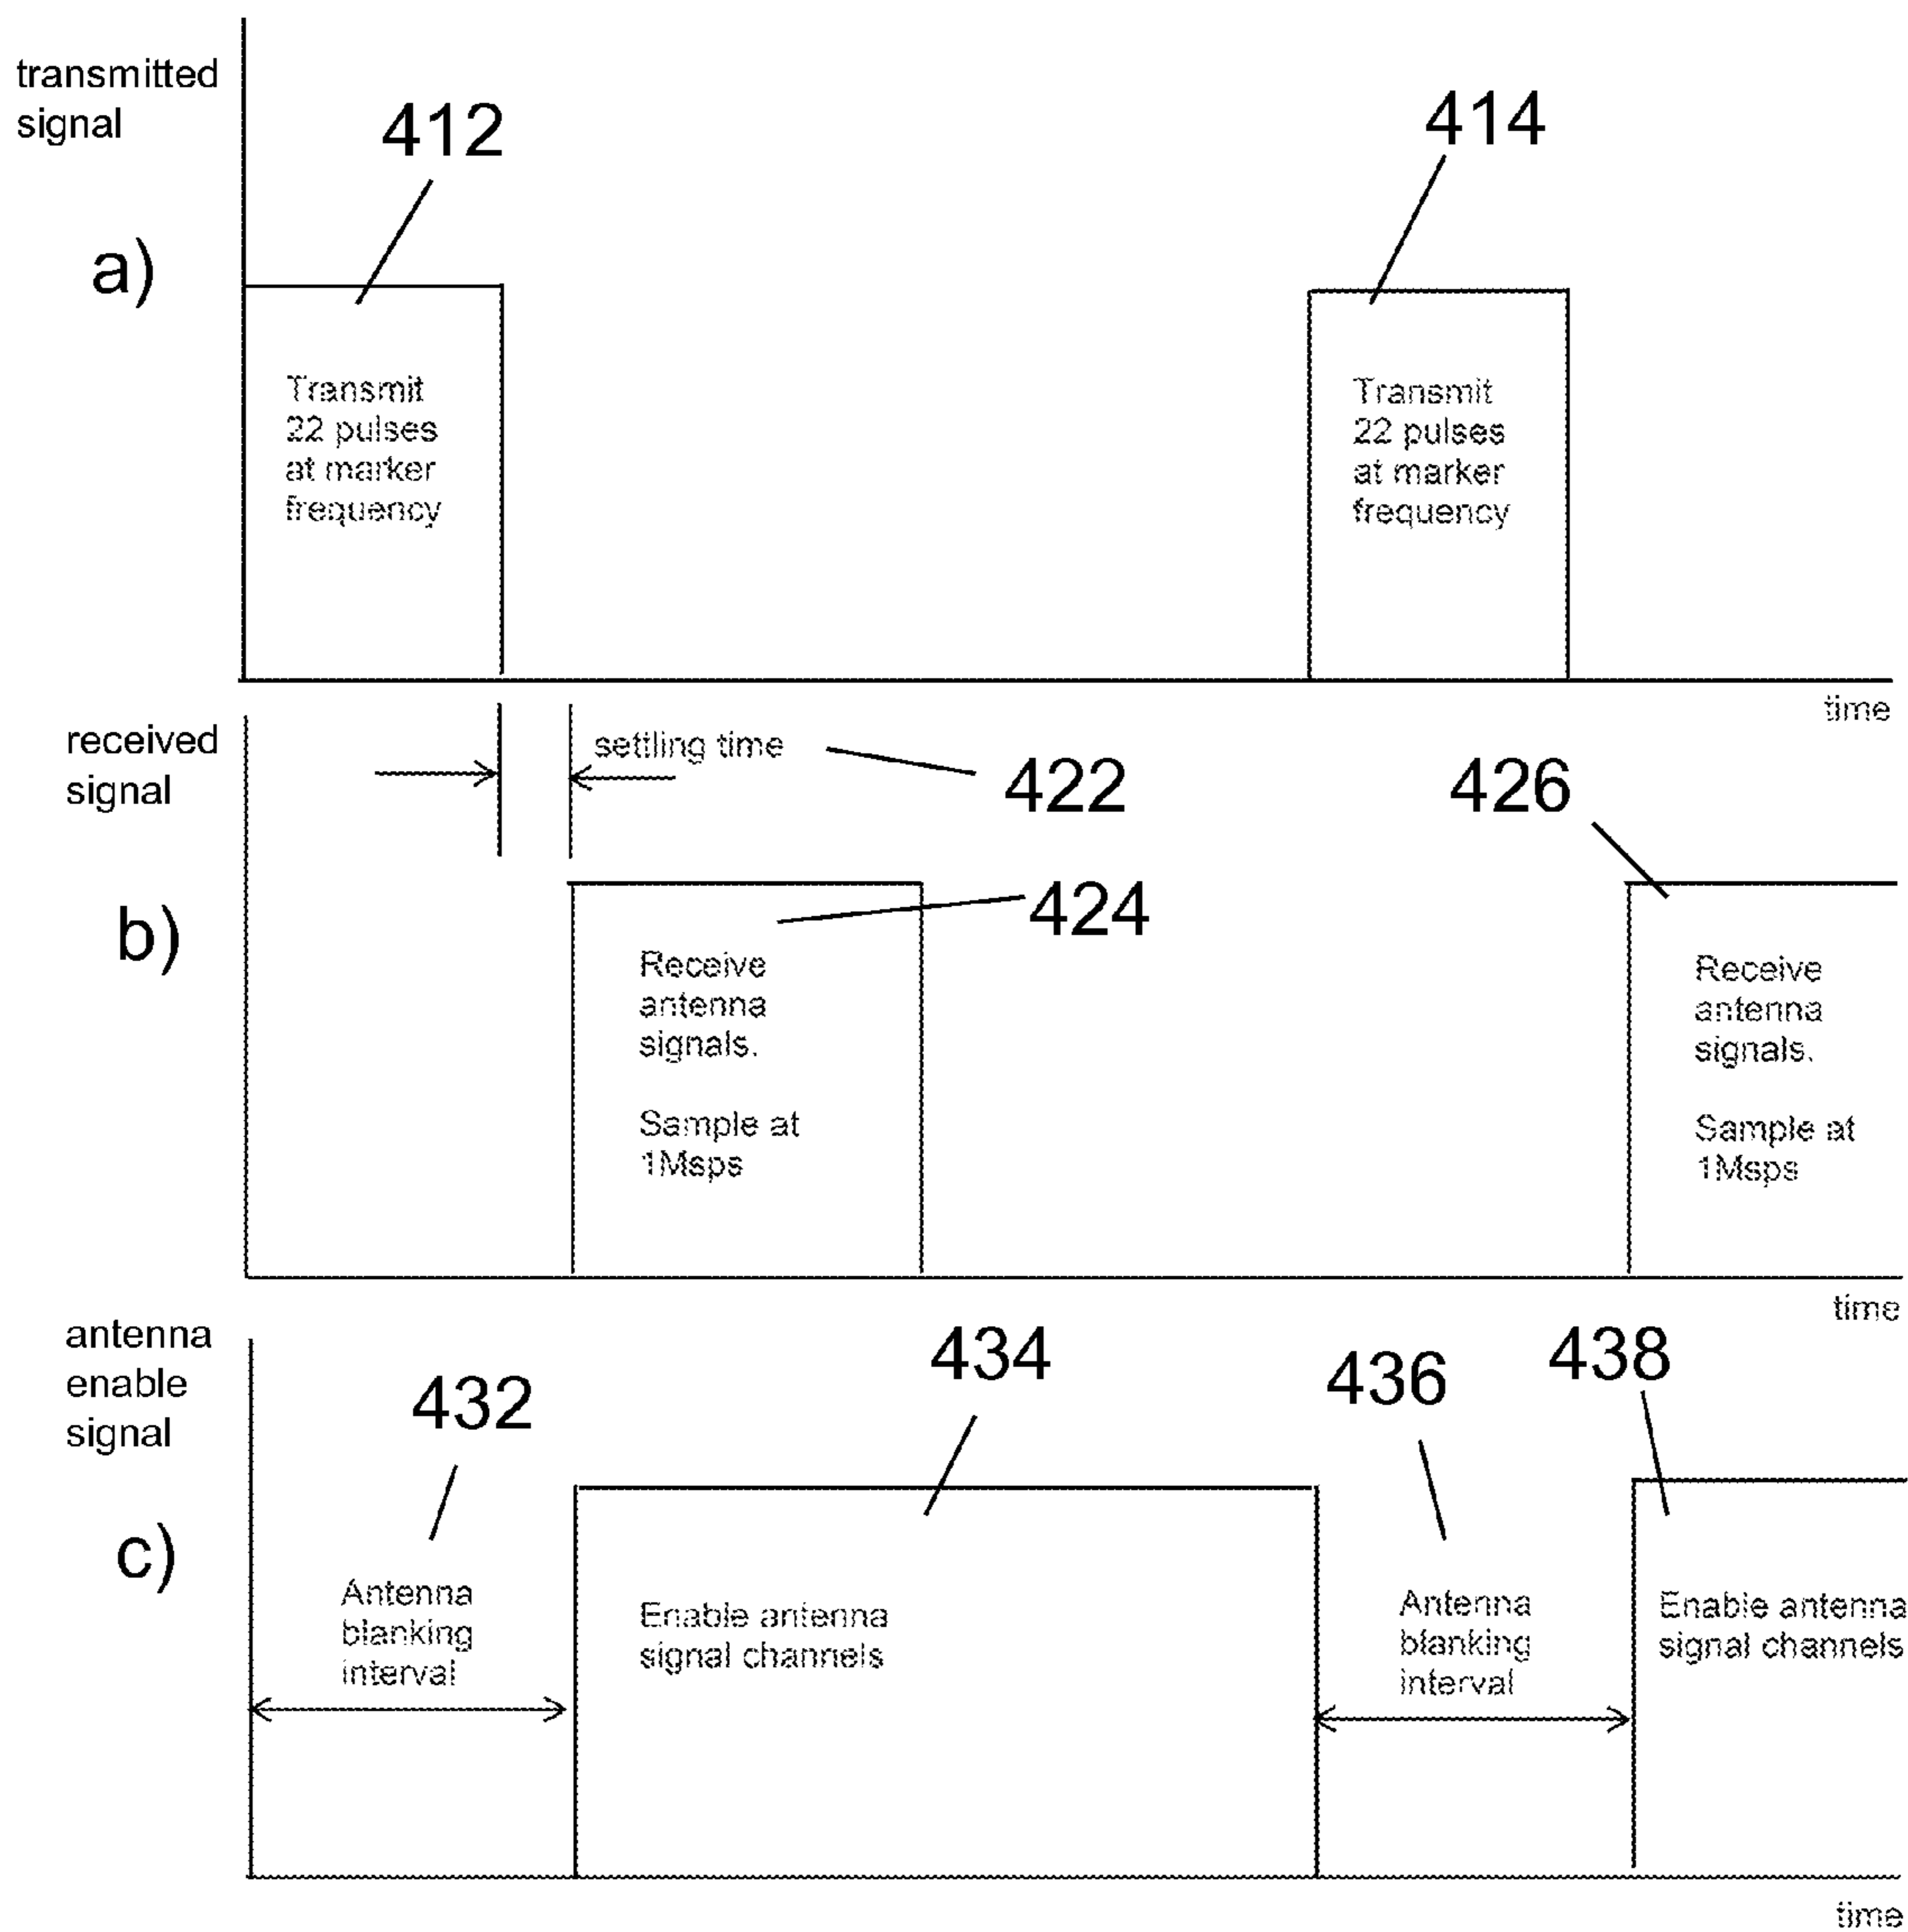 transmitted
signal
412
414
a)
Transmit
22 pulses
at marker
frequency
Transmit
22 pulses
at marker
frequency
time
received
signal
settling time
422
426
424
b)
Receive
antenna
signals.
Sample at
1Msps
Receive
antenna
signals.
Sample at
1Msps
time
antenna
enable
signal
432
434
436
438
c)
Antenna
blanking
interval
Enable antenna
signal channels
Antenna
blanking
interval
Enable antenna
signal channels
time